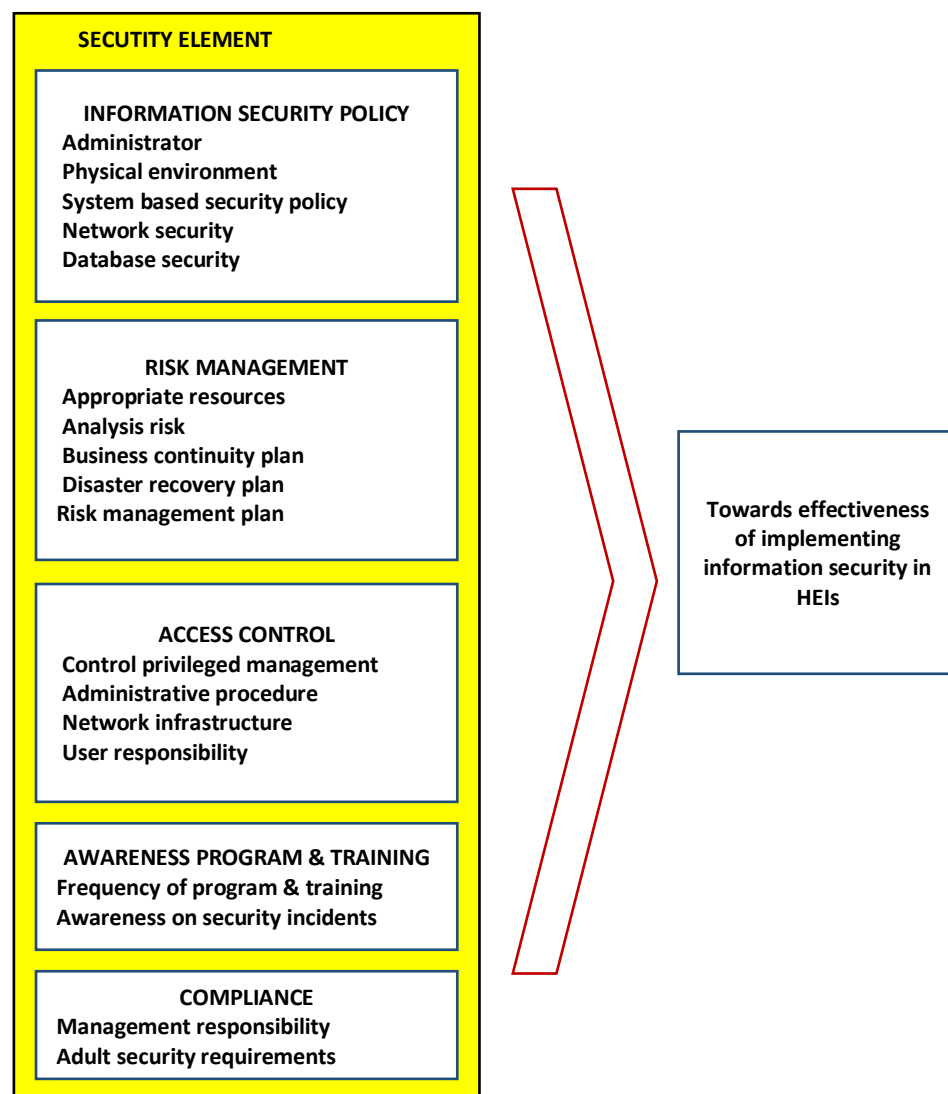 SECUTITY ELEMENT
INFORMATION SECURITY POLICY
Administrator
Physical environment
System based security policy
Network security
Database security
RISK MANAGEMENT
Appropriate resources
Analysis risk
Business continuity plan
Disaster recovery plan
Risk management plan
ACCESS CONTROL
Control privileged management
Administrative procedure
Network infrastructure
User responsibility
AWARENESS PROGRAM & TRAINING
Frequency of program & training
Awareness on security incidents
COMPLIANCE
Management responsibility
Adult security requirements
Towards effectiveness
of implementing
information security in
HEIs